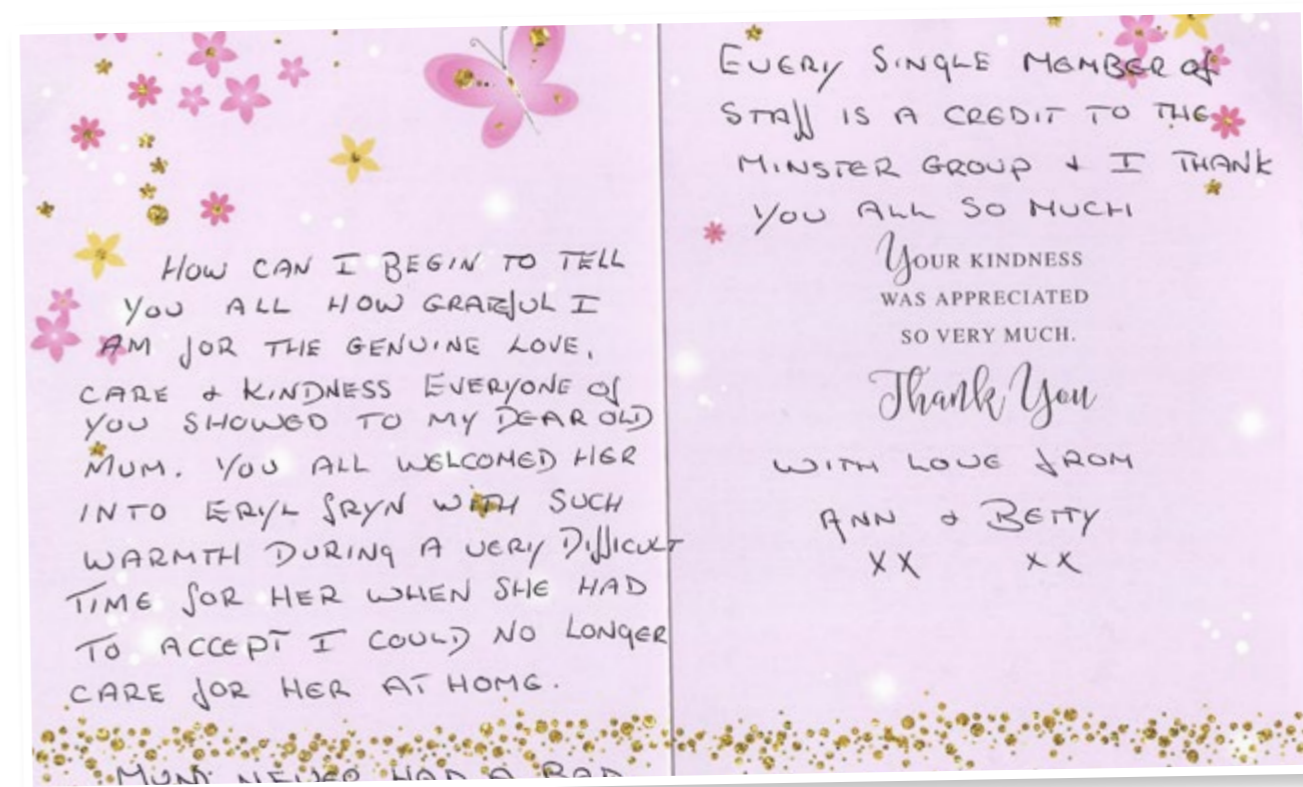 HOW CAN I BEGIN TO TELL
YOU ALL HOW GRATEFUL I
AM FOR THE GENUINE LOVE,
CARE & KINDNESS EVERYONE OF
YOU SHOWED TO MY DEAR OLD
MUM. YOU ALL WELCOMED HER
INTO ERYL FRYN WITH SUCH
WARMTH DURING A VERY DIFFICULT
TIME FOR HER WHEN SHE HAD
TO ACCEPT I COULD NO LONGER
CARE FOR HER AT HOME.
MUM NEVER HAD A BAD
EVERY SINGLE MEMBER OF
STAFF IS A CREDIT TO THE
MINSTER GROUP & I THANK
YOU ALL SO MUCH
YOUR KINDNESS
WAS APPRECIATED
SO VERY MUCH.
Thank You
WITH LOVE FROM
ANN & BETTY
XX XX